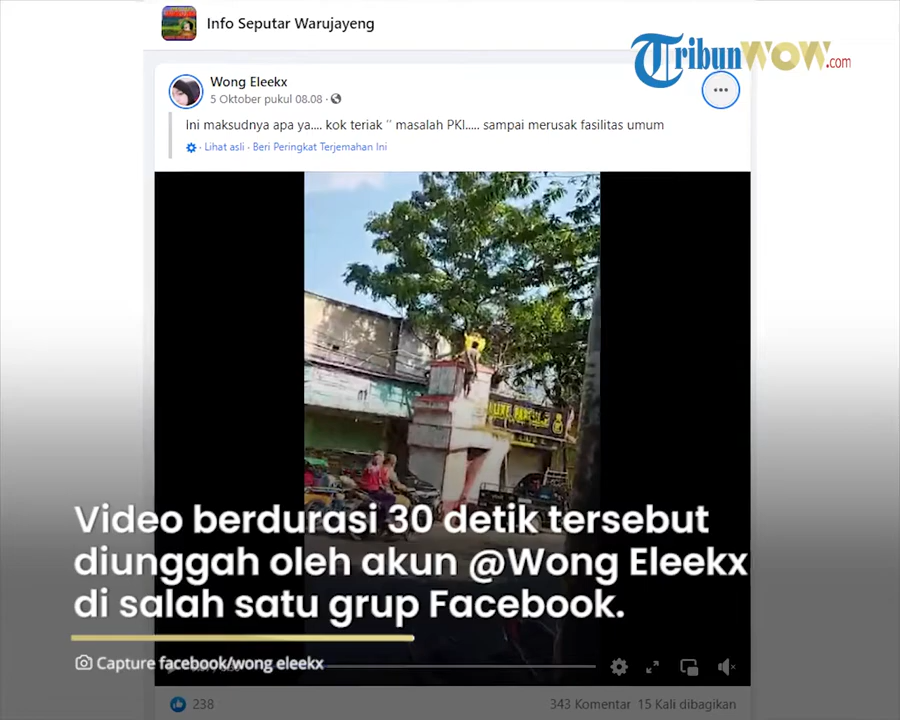 Info Seputar Warujayeng
TribunWOW.com
Wong Eleekx
5 Oktober pukul 08.08 ·
Ini maksudnya apa ya.... kok teriak '' masalah PKI..... sampai merusak fasilitas umum
· Lihat asli · Beri Peringkat Terjemahan Ini
Video berdurasi 30 detik tersebut
diunggah oleh akun @Wong Eleekx
di salah satu grup Facebook.
Capture facebook/wong eleekx
238
343 Komentar 15 Kali dibagikan